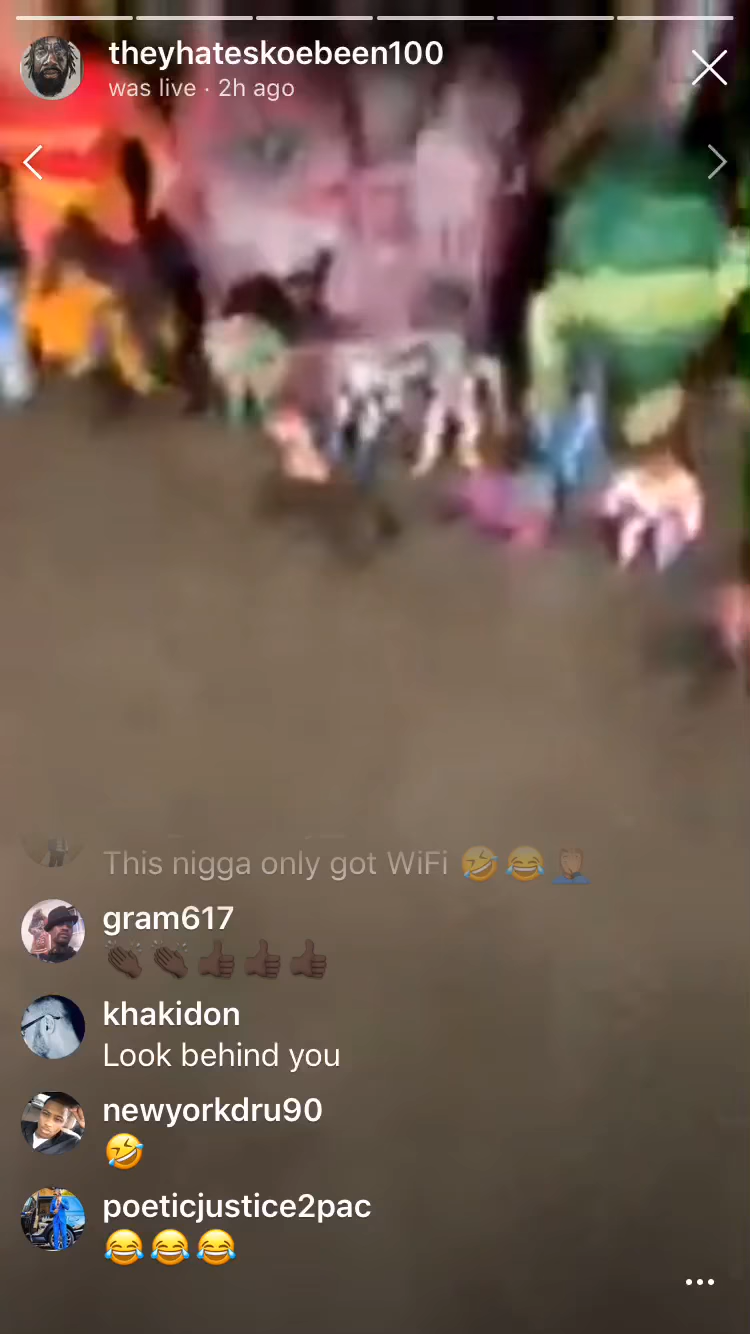 theyhateskoebeen100
was live · 2h ago
This nigga only got WiFi 🤣😂🤦🏽‍♂️
gram617
👏🏿👏🏿👍🏿👍🏿👍🏿
khakidon
Look behind you
newyorkdru90
🤣
poeticjustice2pac
😂😂😂